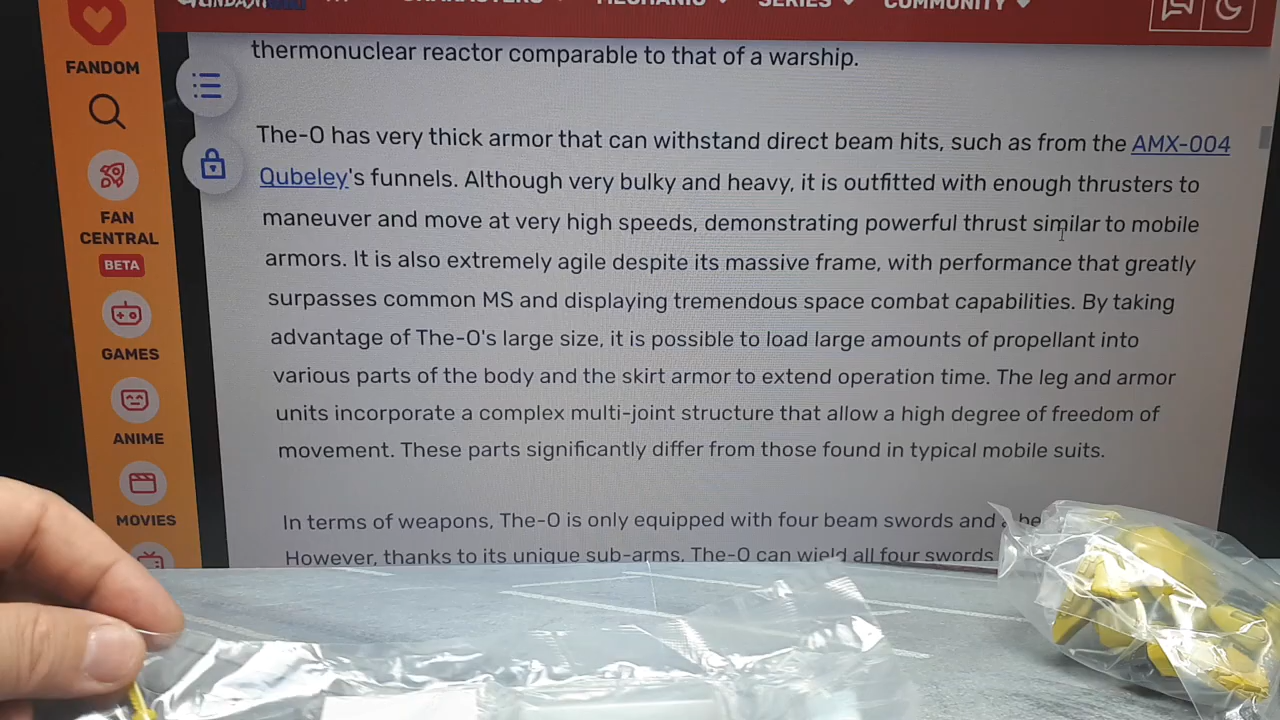 CHARACTERS MECHANIC SERIES COMMUNITY
FANDOM
FAN
CENTRAL
BETA
GAMES
ANIME
MOVIES
thermonuclear reactor comparable to that of a warship.
The-O has very thick armor that can withstand direct beam hits, such as from the AMX-004
Qubeley's funnels. Although very bulky and heavy, it is outfitted with enough thrusters to
maneuver and move at very high speeds, demonstrating powerful thrust similar to mobile
armors. It is also extremely agile despite its massive frame, with performance that greatly
surpasses common MS and displaying tremendous space combat capabilities. By taking
advantage of The-O's large size, it is possible to load large amounts of propellant into
various parts of the body and the skirt armor to extend operation time. The leg and armor
units incorporate a complex multi-joint structure that allow a high degree of freedom of
movement. These parts significantly differ from those found in typical mobile suits.
In terms of weapons, The-O is only equipped with four beam swords and
However, thanks to its unique sub-arms, The-O can wield all four swords